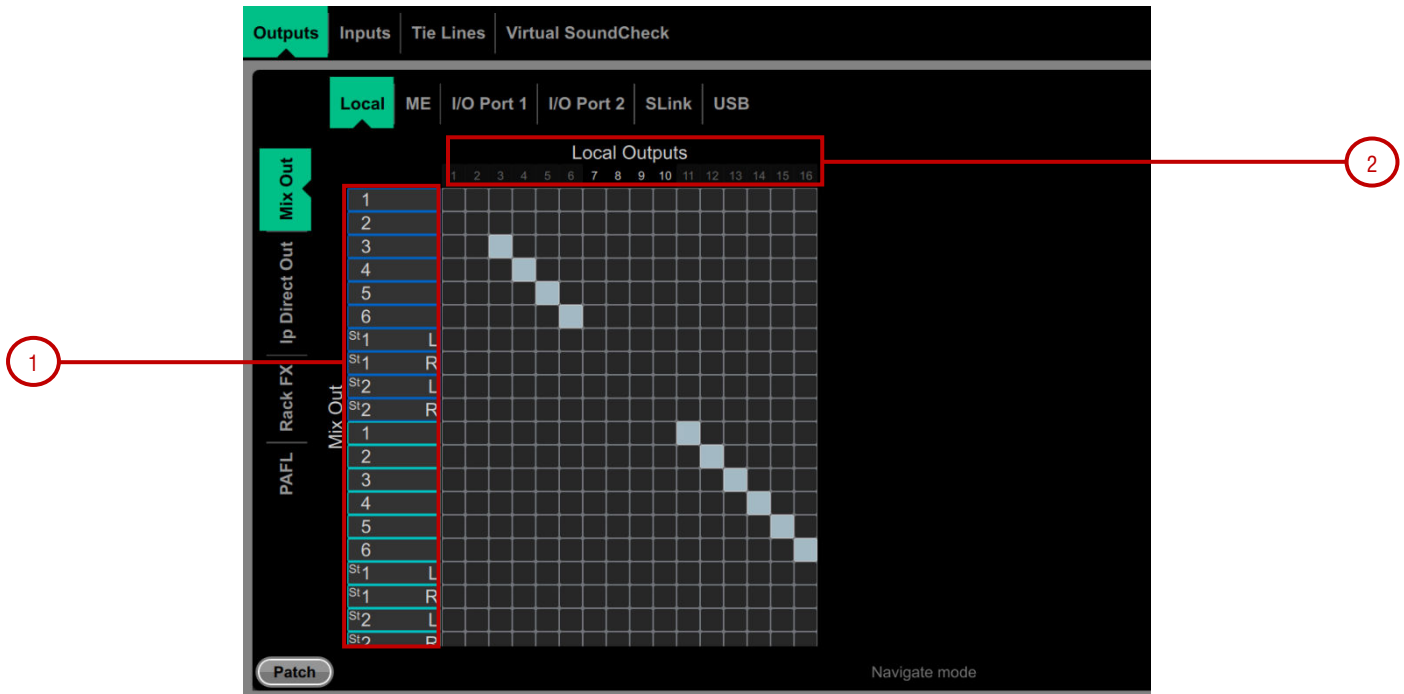 Outputs Inputs Tie Lines Virtual SoundCheck
Local ME I/O Port 1 I/O Port 2 SLink USB
Local Outputs
1 2 3 4 5 6 7 8 9 10 11 12 13 14 15 16
2
Mix Out
Ip Direct Out
Rack FX
PAFL
1
Mix Out
1
2
3
4
5
6
St1 L
St1 R
St2 L
St2 R
1
2
3
4
5
6
St1 L
St1 R
St2 L
St2 R
Patch
Navigate mode